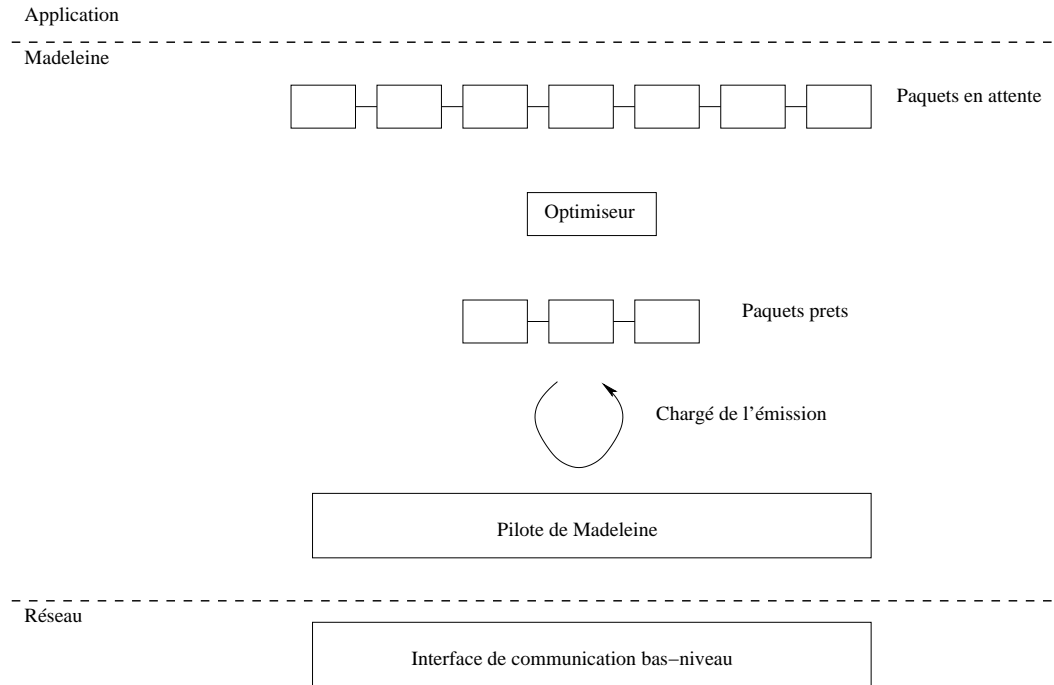 Application
Madeleine
Paquets en attente
Optimiseur
Paquets prets
Chargé de l'émission
Pilote de Madeleine
Réseau
Interface de communication bas−niveau